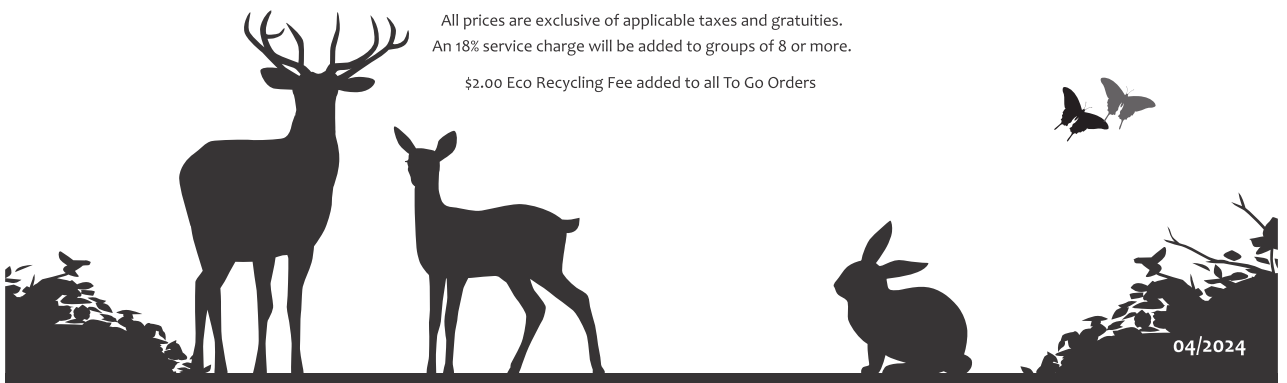 All prices are exclusive of applicable taxes and gratuities.
An 18% service charge will be added to groups of 8 or more.
$2.00 Eco Recycling Fee added to all To Go Orders
04/2024